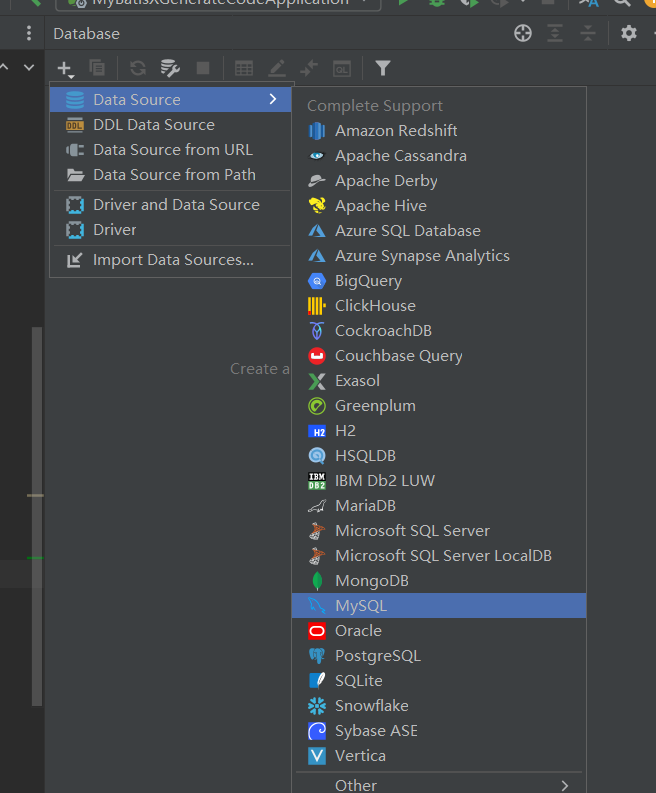 MybatisXGenerateCodeApplication
Database
Data Source
DDL Data Source
Data Source from URL
Data Source from Path
Driver and Data Source
Driver
Import Data Sources...
Create a
Complete Support
Amazon Redshift
Apache Cassandra
Apache Derby
Apache Hive
Azure SQL Database
Azure Synapse Analytics
BigQuery
ClickHouse
CockroachDB
Couchbase Query
Exasol
Greenplum
H2
HSQLDB
IBM Db2 LUW
MariaDB
Microsoft SQL Server
Microsoft SQL Server LocalDB
MongoDB
MySQL
Oracle
PostgreSQL
SQLite
Snowflake
Sybase ASE
Vertica
Other